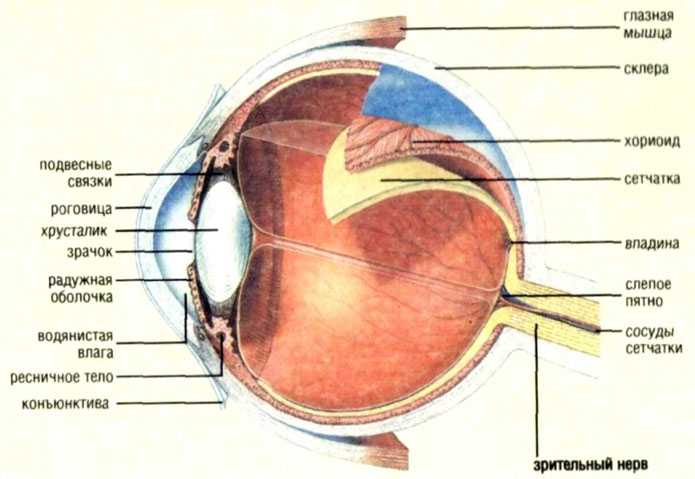 глазная
мышца
склера
хориоид
сетчатка
владина
слепое
пятно
сосуды
сетчатки
зрительный нерв
подвесные
связки
роговица
хрусталик
зрачок
радужная
оболочка
водянистая
влага
ресничное тело
конъюнктива